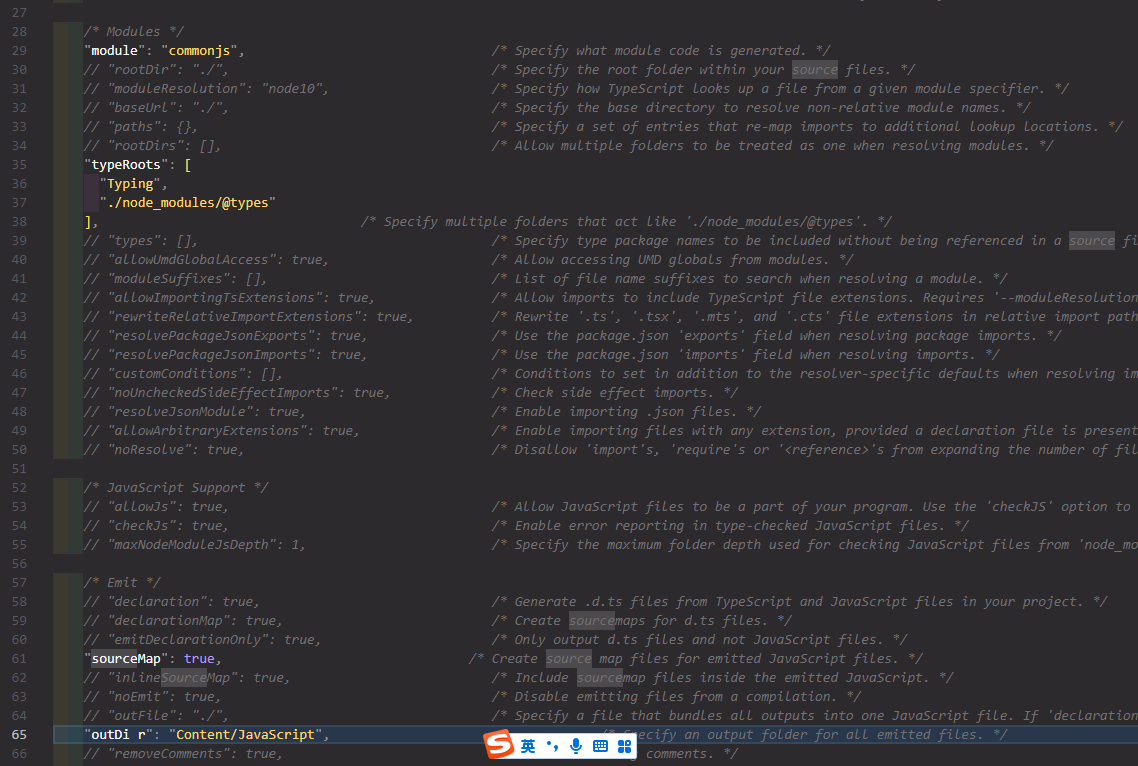 27
28 /* Modules */
29 "module": "commonjs", /* Specify what module code is generated. */
30 // "rootDir": "./", /* Specify the root folder within your source files. */
31 // "moduleResolution": "node10", /* Specify how TypeScript looks up a file from a given module specifier. */
32 // "baseUrl": "./", /* Specify the base directory to resolve non-relative module names. */
33 // "paths": {}, /* Specify a set of entries that re-map imports to additional lookup locations. */
34 // "rootDirs": [], /* Allow multiple folders to be treated as one when resolving modules. */
35 "typeRoots": [
36 "Typing",
37 "./node_modules/@types"
38 ], /* Specify multiple folders that act like './node_modules/@types'. */
39 // "types": [], /* Specify type package names to be included without being referenced in a source fi
40 // "allowUmdGlobalAccess": true, /* Allow accessing UMD globals from modules. */
41 // "moduleSuffixes": [], /* List of file name suffixes to search when resolving a module. */
42 // "allowImportingTsExtensions": true, /* Allow imports to include TypeScript file extensions. Requires '--moduleResolution
43 // "rewriteRelativeImportExtensions": true, /* Rewrite '.ts', '.tsx', '.mts', and '.cts' file extensions in relative import path
44 // "resolvePackageJsonExports": true, /* Use the package.json 'exports' field when resolving package imports. */
45 // "resolvePackageJsonImports": true, /* Use the package.json 'imports' field when resolving imports. */
46 // "customConditions": [], /* Conditions to set in addition to the resolver-specific defaults when resolving im
47 // "noUncheckedSideEffectImports": true, /* Check side effect imports. */
48 // "resolveJsonModule": true, /* Enable importing .json files. */
49 // "allowArbitraryExtensions": true, /* Enable importing files with any extension, provided a declaration file is present
50 // "noResolve": true, /* Disallow 'import's, 'require's or '<reference>'s from expanding the number of fil
51
52 /* JavaScript Support */
53 // "allowJs": true, /* Allow JavaScript files to be a part of your program. Use the 'checkJS' option to
54 // "checkJs": true, /* Enable error reporting in type-checked JavaScript files. */
55 // "maxNodeModuleJsDepth": 1, /* Specify the maximum folder depth used for checking JavaScript files from 'node_mo
56
57 /* Emit */
58 // "declaration": true, /* Generate .d.ts files from TypeScript and JavaScript files in your project. */
59 // "declarationMap": true, /* Create sourcemaps for d.ts files. */
60 // "emitDeclarationOnly": true, /* Only output d.ts files and not JavaScript files. */
61 "sourceMap": true, /* Create source map files for emitted JavaScript files. */
62 // "inlineSourceMap": true, /* Include sourcemap files inside the emitted JavaScript. */
63 // "noEmit": true, /* Disable emitting files from a compilation. */
64 // "outFile": "./", /* Specify a file that bundles all outputs into one JavaScript file. If 'declaration
65 "outDi r": "Content/JavaScript", /* Specify an output folder for all emitted files. */
66 // "removeComments": true, comments. */
S 英